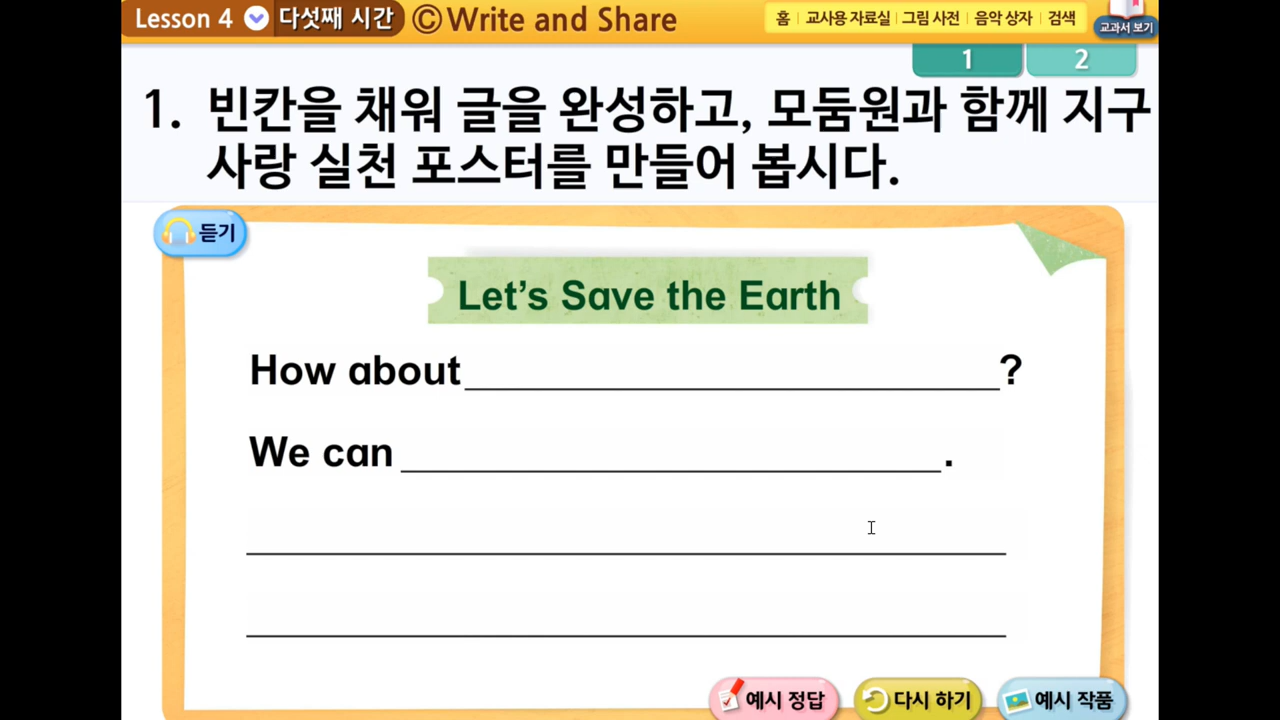 Lesson 4 다섯째 시간 ⓒWrite and Share 홈 교사용 자료실 그림 사전 음악 상자 검색 교과서 보기
1 2
1. 빈칸을 채워 글을 완성하고, 모둠원과 함께 지구
사랑 실천 포스터를 만들어 봅시다.
듣기
Let's Save the Earth
How about ?
We can .
예시 정답 다시 하기 예시 작품